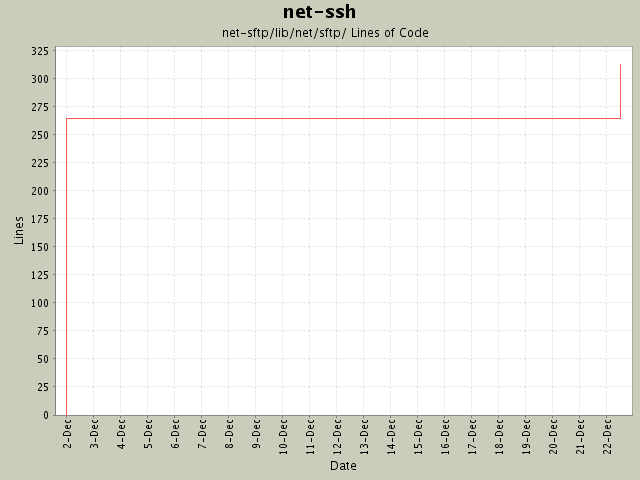 net-ssh
net-sftp/lib/net/sftp/ Lines of Code
325
300
275
250
225
200
175
150
125
100
75
50
25
0
Lines
2-Dec
3-Dec
4-Dec
5-Dec
6-Dec
7-Dec
8-Dec
9-Dec
10-Dec
11-Dec
12-Dec
13-Dec
14-Dec
15-Dec
16-Dec
17-Dec
18-Dec
19-Dec
20-Dec
21-Dec
22-Dec
Date